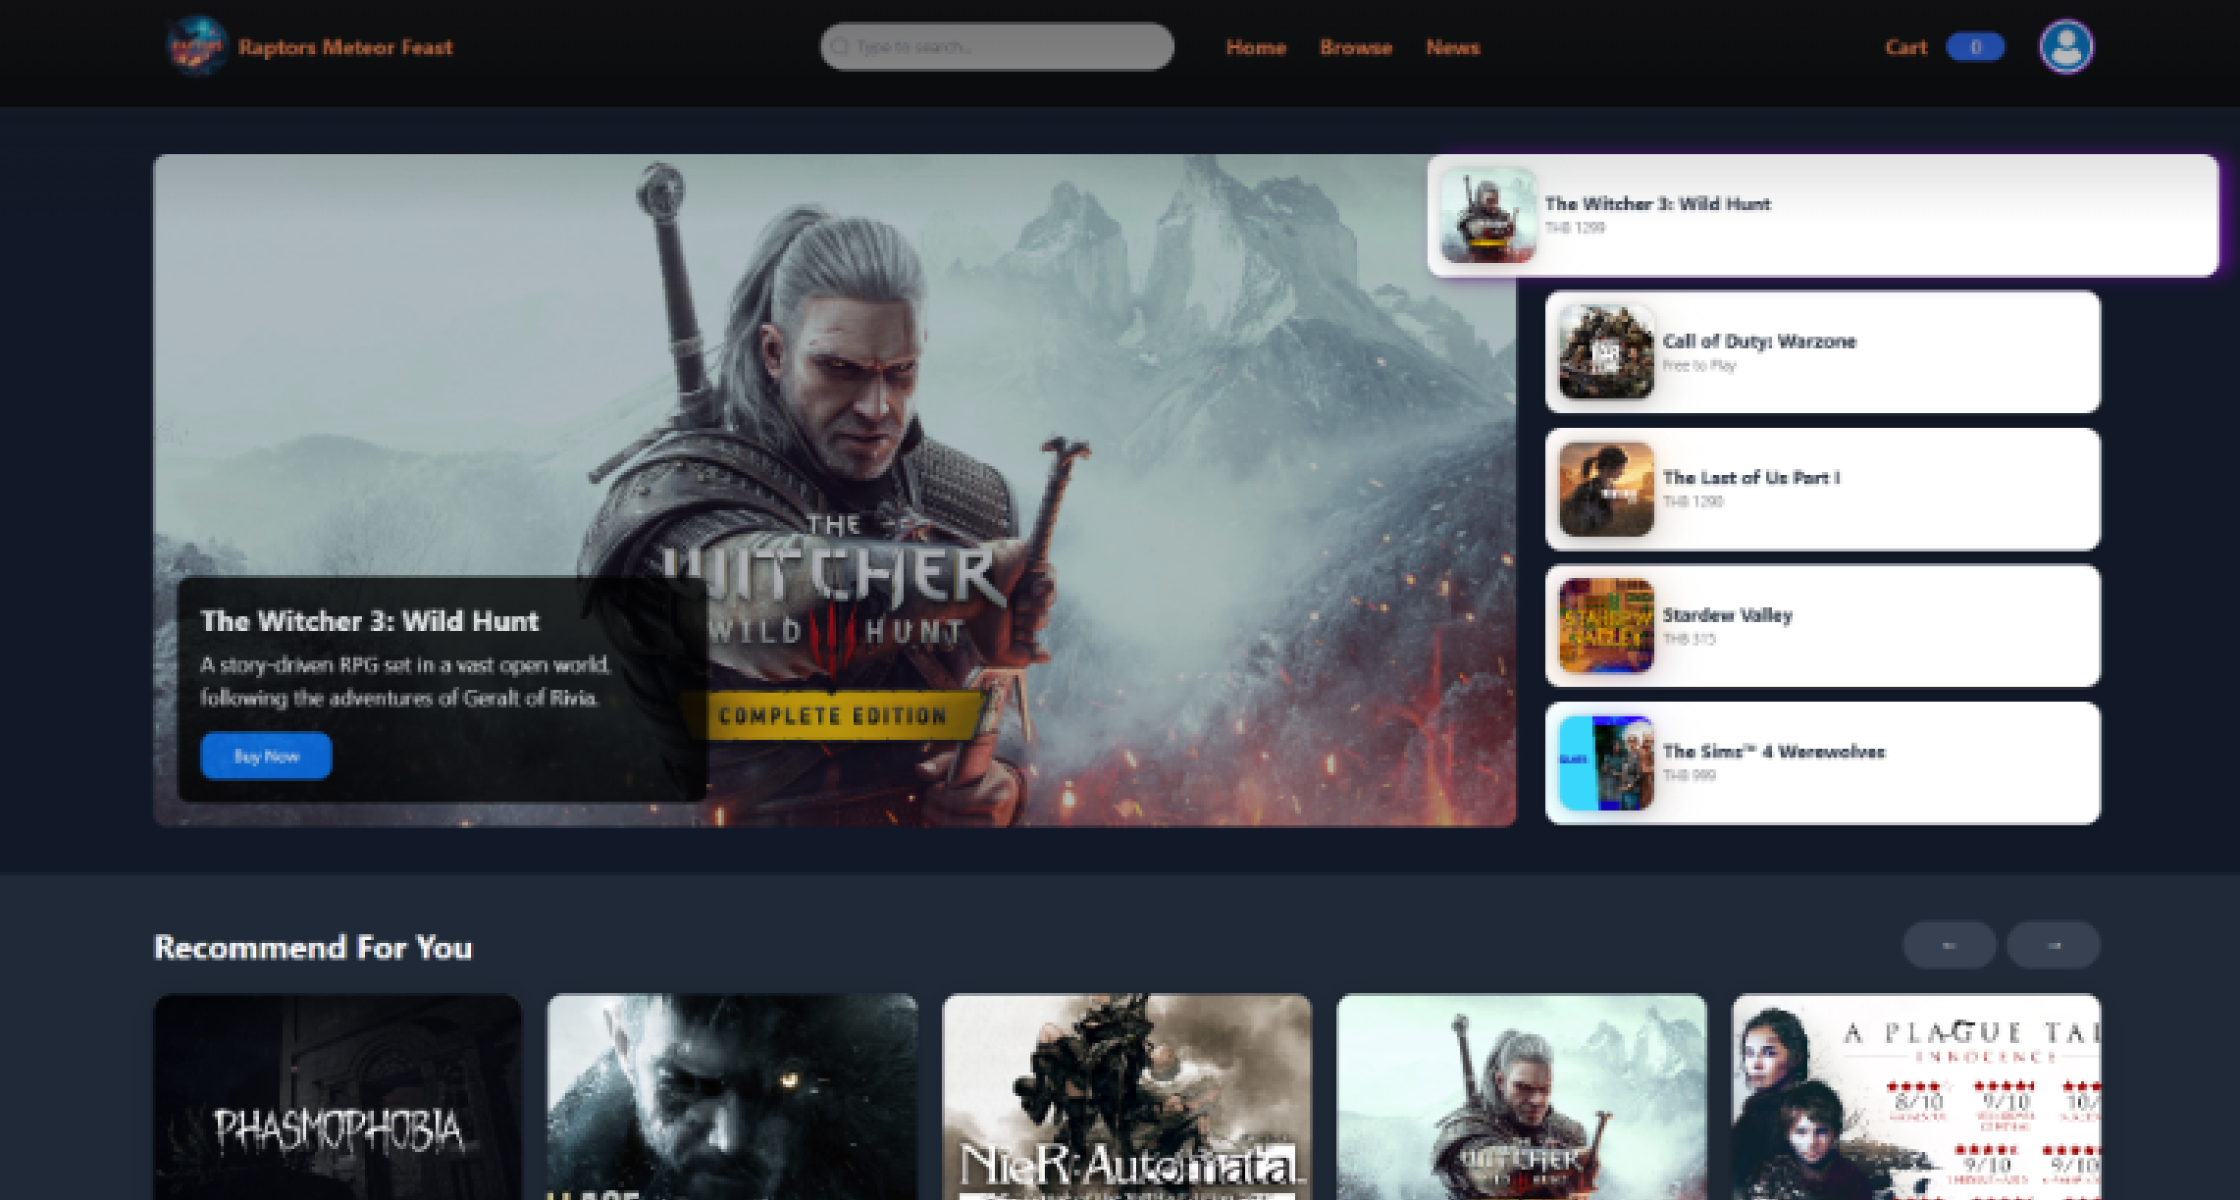 Raptors Meteor Feast
Type to search...
Home
Browse
News
Cart
0
THE
WITCHER
WILD HUNT
COMPLETE EDITION
The Witcher 3: Wild Hunt
A story-driven RPG set in a vast open world,
following the adventures of Geralt of Rivia.
Buy Now
The Witcher 3: Wild Hunt
THB 1299
Call of Duty: Warzone
Free to Play
The Last of Us Part I
THB 1290
Stardew Valley
THB 315
The Sims™ 4 Werewolves
THB 999
Recommend For You
←
→
PHASMOPHOBIA
NieR:Automata
WITCHER
A PLAGUE TAL
INNOCENCE
8/10
9/10
10/
9/10
9/10